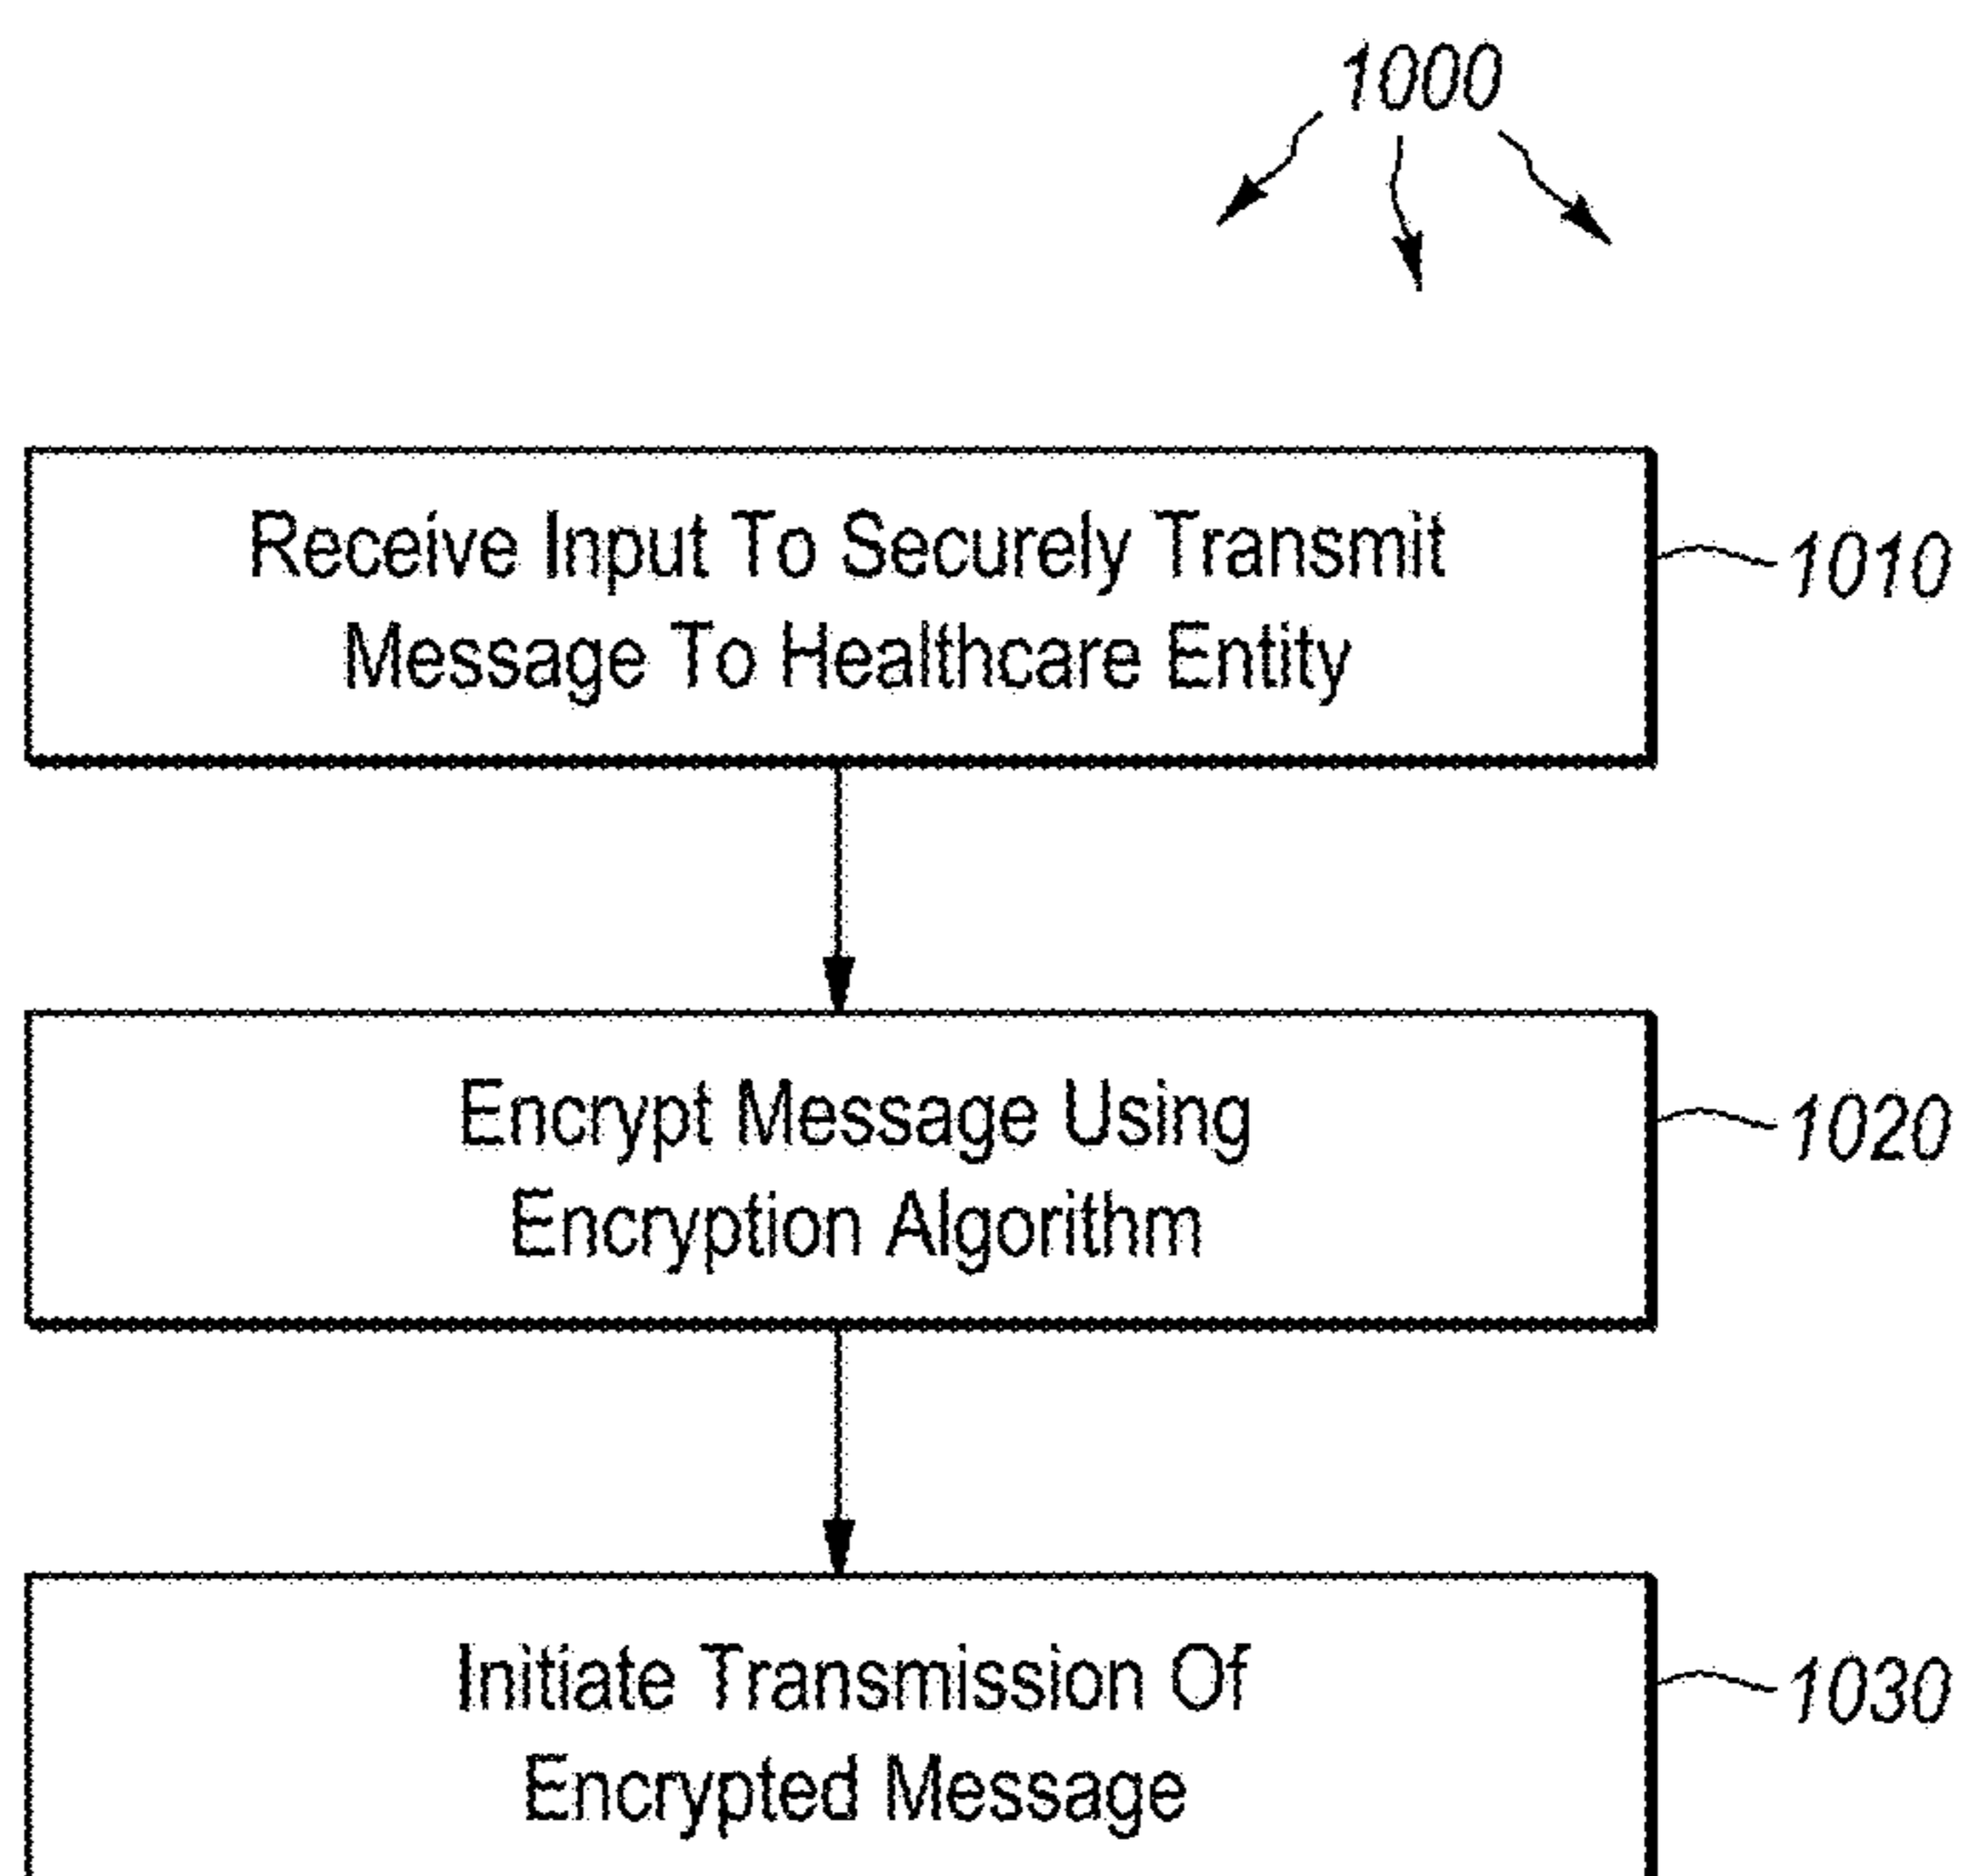 1000
Receive Input To Securely Transmit
Message To Healthcare Entity
1010
Encrypt Message Using
Encryption Algorithm
1020
Initiate Transmission Of
Encrypted Message
1030